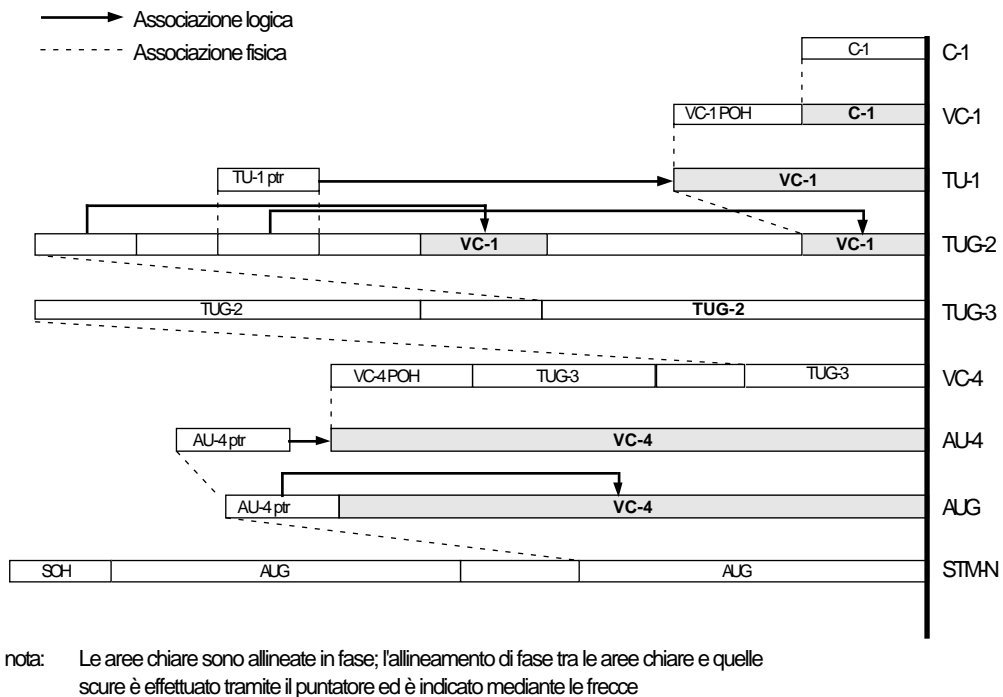 Associazione logica
Associazione fisica
C-1 C-1
VC-1 POH C-1 VC-1
TU-1 ptr VC-1 TU-1
VC-1 VC-1 TUG-2
TUG-2 TUG-2 TUG-3
VC-4 POH TUG-3 TUG-3 VC-4
AU-4 ptr VC-4 AU-4
AU-4 ptr VC-4 AUG
SOH AUG AUG STM-N
nota: Le aree chiare sono allineate in fase; l'allineamento di fase tra le aree chiare e quelle
scure è effettuato tramite il puntatore ed è indicato mediante le frecce